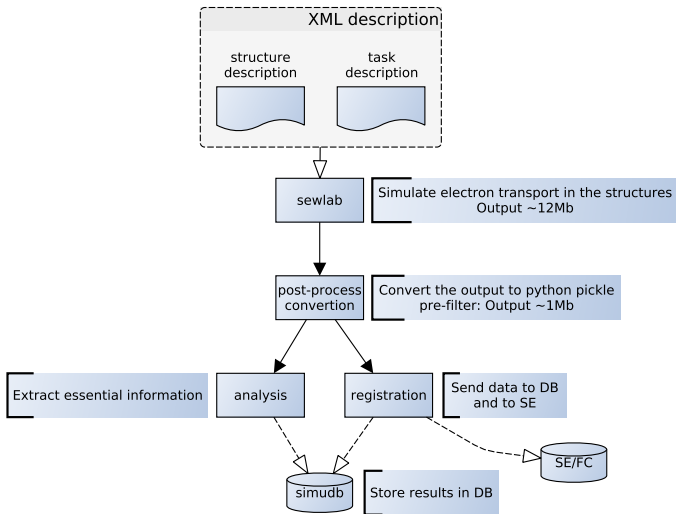 XML description
structure
description
task
description
sewlab
Simulate electron transport in the structures
Output ~12Mb
post-process
convertion
Convert the output to python pickle
pre-filter: Output ~1Mb
Extract essential information
analysis
registration
Send data to DB
and to SE
SE/FC
simudb
Store results in DB